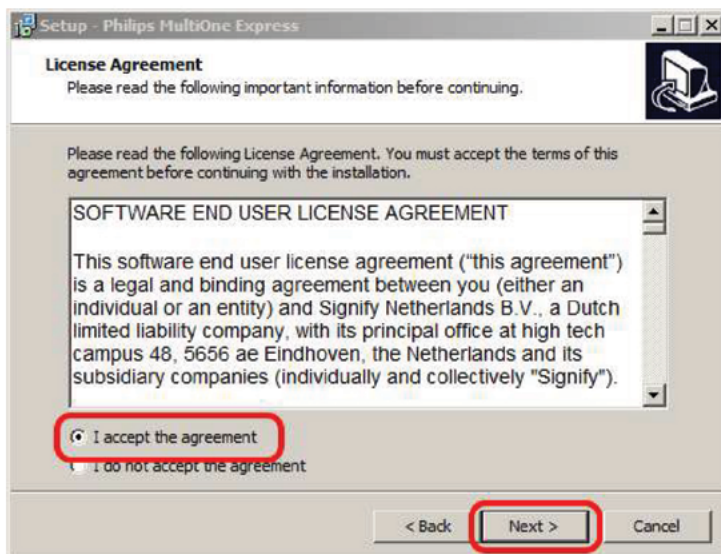 Setup - Philips MultiOne Express
License Agreement
Please read the following important information before continuing.
Please read the following License Agreement. You must accept the terms of this
agreement before continuing with the installation.
SOFTWARE END USER LICENSE AGREEMENT
This software end user license agreement (“this agreement”)
is a legal and binding agreement between you (either an
individual or an entity) and Signify Netherlands B.V., a Dutch
limited liability company, with its principal office at high tech
campus 48, 5656 ae Eindhoven, the Netherlands and its
subsidiary companies (individually and collectively "Signify").
I accept the agreement
I do not accept the agreement
< Back
Next >
Cancel